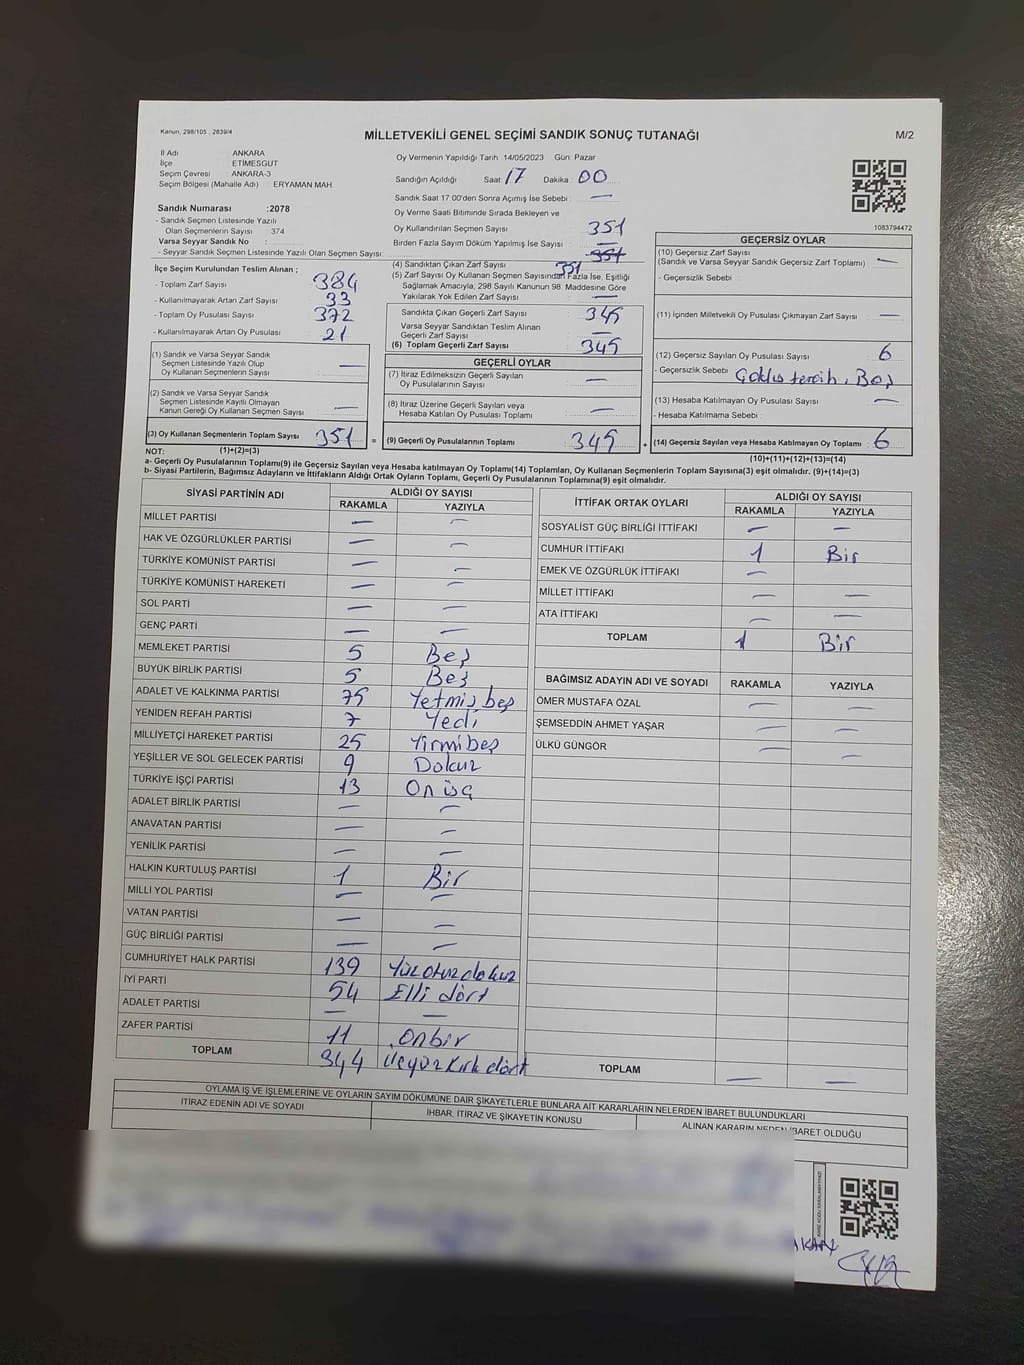 Kanun, 298/105 , 2839/4
MİLLETVEKİLİ GENEL SEÇİMİ SANDIK SONUÇ TUTANAĞI
M/2
İl Adı ANKARA
İlçe ETİMESGUT
Seçim Çevresi : ANKARA-3
Seçim Bölgesi (Mahalle Adı) : ERYAMAN MAH.
Sandık Numarası :2078
- Sandık Seçmen Listesinde Yazılı
Olan Seçmenlerin Sayısı : 374
Varsa Seyyar Sandık No :
- Seyyar Sandık Seçmen Listesinde Yazılı Olan Seçmen Sayısı:
Oy Vermenin Yapıldığı Tarih 14/05/2023 Gün: Pazar
Sandığın Açıldığı Saat: 17 Dakika : 00
Sandık Saat 17.00'den Sonra Açımış İse Sebebi : —
Oy Verme Saati Bitiminde Sırada Bekleyen ve
Oy Kullandırılan Seçmen Sayısı 351
Birden Fazla Sayım Döküm Yapılmış İse Sayısı —
1083794472
İlçe Seçim Kurulundan Teslim Alınan ;
- Toplam Zarf Sayısı : 384
- Kullanılmayarak Artan Zarf Sayısı : 33
- Toplam Oy Pusulası Sayısı : 372
- Kullanılmayarak Artan Oy Pusulası : 21
(1) Sandık ve Varsa Seyyar Sandık
Seçmen Listesinde Yazılı Olup
Oy Kullanan Seçmenlerin Sayısı : —
(2) Sandık ve Varsa Seyyar Sandık
Seçmen Listesinde Kayıtlı Olmayan
Kanun Gereği Oy Kullanan Seçmen Sayısı : —
(3) Oy Kullanan Seçmenlerin Toplam Sayısı 351 =
(1)+(2)=(3)
351
(4) Sandıktan Çıkan Zarf Sayısı 351
(5) Zarf Sayısı Oy Kullanan Seçmen Sayısından Fazla İse, Eşitliği
Sağlamak Amacıyla, 298 Sayılı Kanunun 98. Maddesine Göre
Yakılarak Yok Edilen Zarf Sayısı : —
Sandıkta Çıkan Geçerli Zarf Sayısı : 345
Varsa Seyyar Sandıktan Teslim Alınan
Geçerli Zarf Sayısı : —
(6) Toplam Geçerli Zarf Sayısı : 345
GEÇERLİ OYLAR
(7) İtiraz Edilmeksizin Geçerli Sayılan
Oy Pusulalarının Sayısı : —
(8) İtiraz Üzerine Geçerli Sayılan veya
Hesaba Katılan Oy Pusulası Toplamı : —
(9) Geçerli Oy Pusulalarının Toplamı : 345 +
GEÇERSİZ OYLAR
(10) Geçersiz Zarf Sayısı
(Sandık ve Varsa Seyyar Sandık Geçersiz Zarf Toplamı) : —
- Geçersizlik Sebebi :
(11) İçinden Milletvekili Oy Pusulası Çıkmayan Zarf Sayısı : —
(12) Geçersiz Sayılan Oy Pusulası Sayısı : 6
- Geçersizlik Sebebi : Çoklu tercih, Boş
(13) Hesaba Katılmayan Oy Pusulası Sayısı : —
- Hesaba Katılmama Sebebi :
(14) Geçersiz Sayılan veya Hesaba Katılmayan Oy Toplamı : 6
(10)+(11)+(12)+(13)=(14)
NOT:
a- Geçerli Oy Pusulalarının Toplamı(9) ile Geçersiz Sayılan veya Hesaba katılmayan Oy Toplamı(14) Toplamları, Oy Kullanan Seçmenlerin Toplam Sayısına(3) eşit olmalıdır. (9)+(14)=(3)
b- Siyasi Partilerin, Bağımsız Adayların ve İttifakların Aldığı Ortak Oyların Toplamı, Geçerli Oy Pusulalarının Toplamına(9) eşit olmalıdır.
SİYASİ PARTİNİN ADI ALDIĞI OY SAYISI
RAKAMLA YAZIYLA
MİLLET PARTİSİ — —
HAK VE ÖZGÜRLÜKLER PARTİSİ — —
TÜRKİYE KOMÜNİST PARTİSİ — —
TÜRKİYE KOMÜNİST HAREKETİ — —
SOL PARTİ — —
GENÇ PARTİ — —
MEMLEKET PARTİSİ 5 Beş
BÜYÜK BİRLİK PARTİSİ 5 Beş
ADALET VE KALKINMA PARTİSİ 75 Yetmiş beş
YENİDEN REFAH PARTİSİ 7 Yedi
MİLLİYETÇİ HAREKET PARTİSİ 25 Yirmibeş
YEŞİLLER VE SOL GELECEK PARTİSİ 9 Dokuz
TÜRKİYE İŞÇİ PARTİSİ 13 On üç
ADALET BİRLİK PARTİSİ — —
ANAVATAN PARTİSİ — —
YENİLİK PARTİSİ — —
HALKIN KURTULUŞ PARTİSİ 1 Bir
MİLLİ YOL PARTİSİ — —
VATAN PARTİSİ — —
GÜÇ BİRLİĞİ PARTİSİ — —
CUMHURİYET HALK PARTİSİ 139 Yüz otuz dokuz
İYİ PARTİ 54 Elli dört
ADALET PARTİSİ — —
ZAFER PARTİSİ 11 Onbir
TOPLAM 344 Üçyüz kırk dört
İTTİFAK ORTAK OYLARI ALDIĞI OY SAYISI
RAKAMLA YAZIYLA
SOSYALİST GÜÇ BİRLİĞİ İTTİFAKI — —
CUMHUR İTTİFAKI 1 Bir
EMEK VE ÖZGÜRLÜK İTTİFAKI —
MİLLET İTTİFAKI — —
ATA İTTİFAKI — —
TOPLAM 1 Bir
BAĞIMSIZ ADAYIN ADI VE SOYADI RAKAMLA YAZIYLA
ÖMER MUSTAFA ÖZAL — —
ŞEMSEDDİN AHMET YAŞAR — —
ÜLKÜ GÜNGÖR — —
TOPLAM — —
OYLAMA İŞ VE İŞLEMLERİNE VE OYLARIN SAYIM DÖKÜMÜNE DAİR ŞİKAYETLERLE BUNLARA AİT KARARLARIN NELERDEN İBARET BULUNDUKLARI
İTİRAZ EDENİN ADI VE SOYADI İHBAR, İTİRAZ VE ŞİKAYETİN KONUSU ALINAN KARARIN NEDEN İBARET OLDUĞU